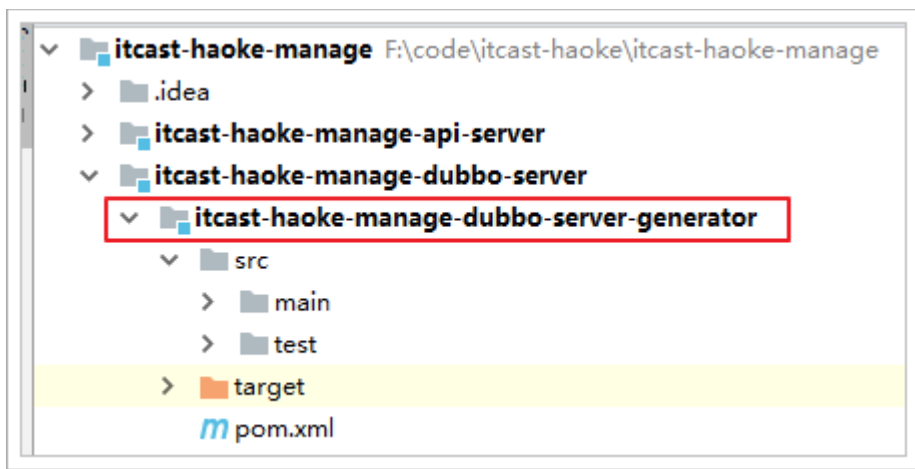 itcast-haoke-manage F:\code\itcast-haoke\itcast-haoke-manage
.idea
itcast-haoke-manage-api-server
itcast-haoke-manage-dubbo-server
itcast-haoke-manage-dubbo-server-generator
src
main
test
target
pom.xml